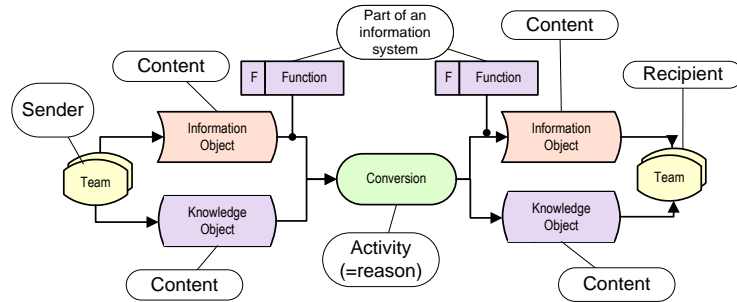 Part of an
information
system
Content
Content
F
Function
F
Function
Sender
Recipient
Information
Object
Information
Object
Team
Conversion
Team
Knowledge
Object
Knowledge
Object
Activity
(=reason)
Content
Content